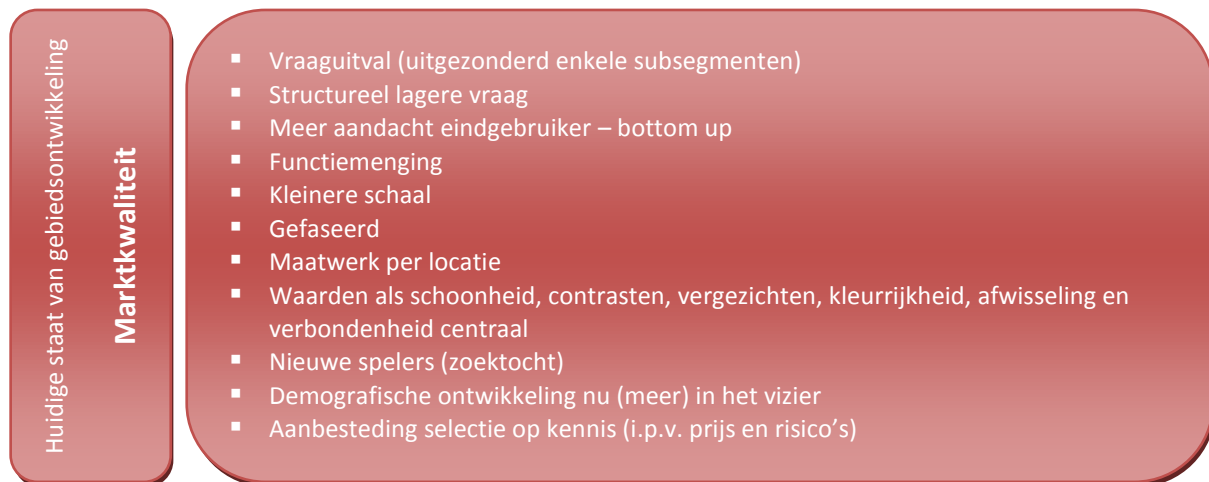 Huidige staat van gebiedsontwikkeling
Marktkwaliteit
▪ Vraaguitval (uitgezonderd enkele subsegmenten)
▪ Structureel lagere vraag
▪ Meer aandacht eindgebruiker – bottom up
▪ Functiemenging
▪ Kleinere schaal
▪ Gefaseerd
▪ Maatwerk per locatie
▪ Waarden als schoonheid, contrasten, vergezichten, kleurrijkheid, afwisseling en
verbondenheid centraal
▪ Nieuwe spelers (zoektocht)
▪ Demografische ontwikkeling nu (meer) in het vizier
▪ Aanbesteding selectie op kennis (i.p.v. prijs en risico’s)